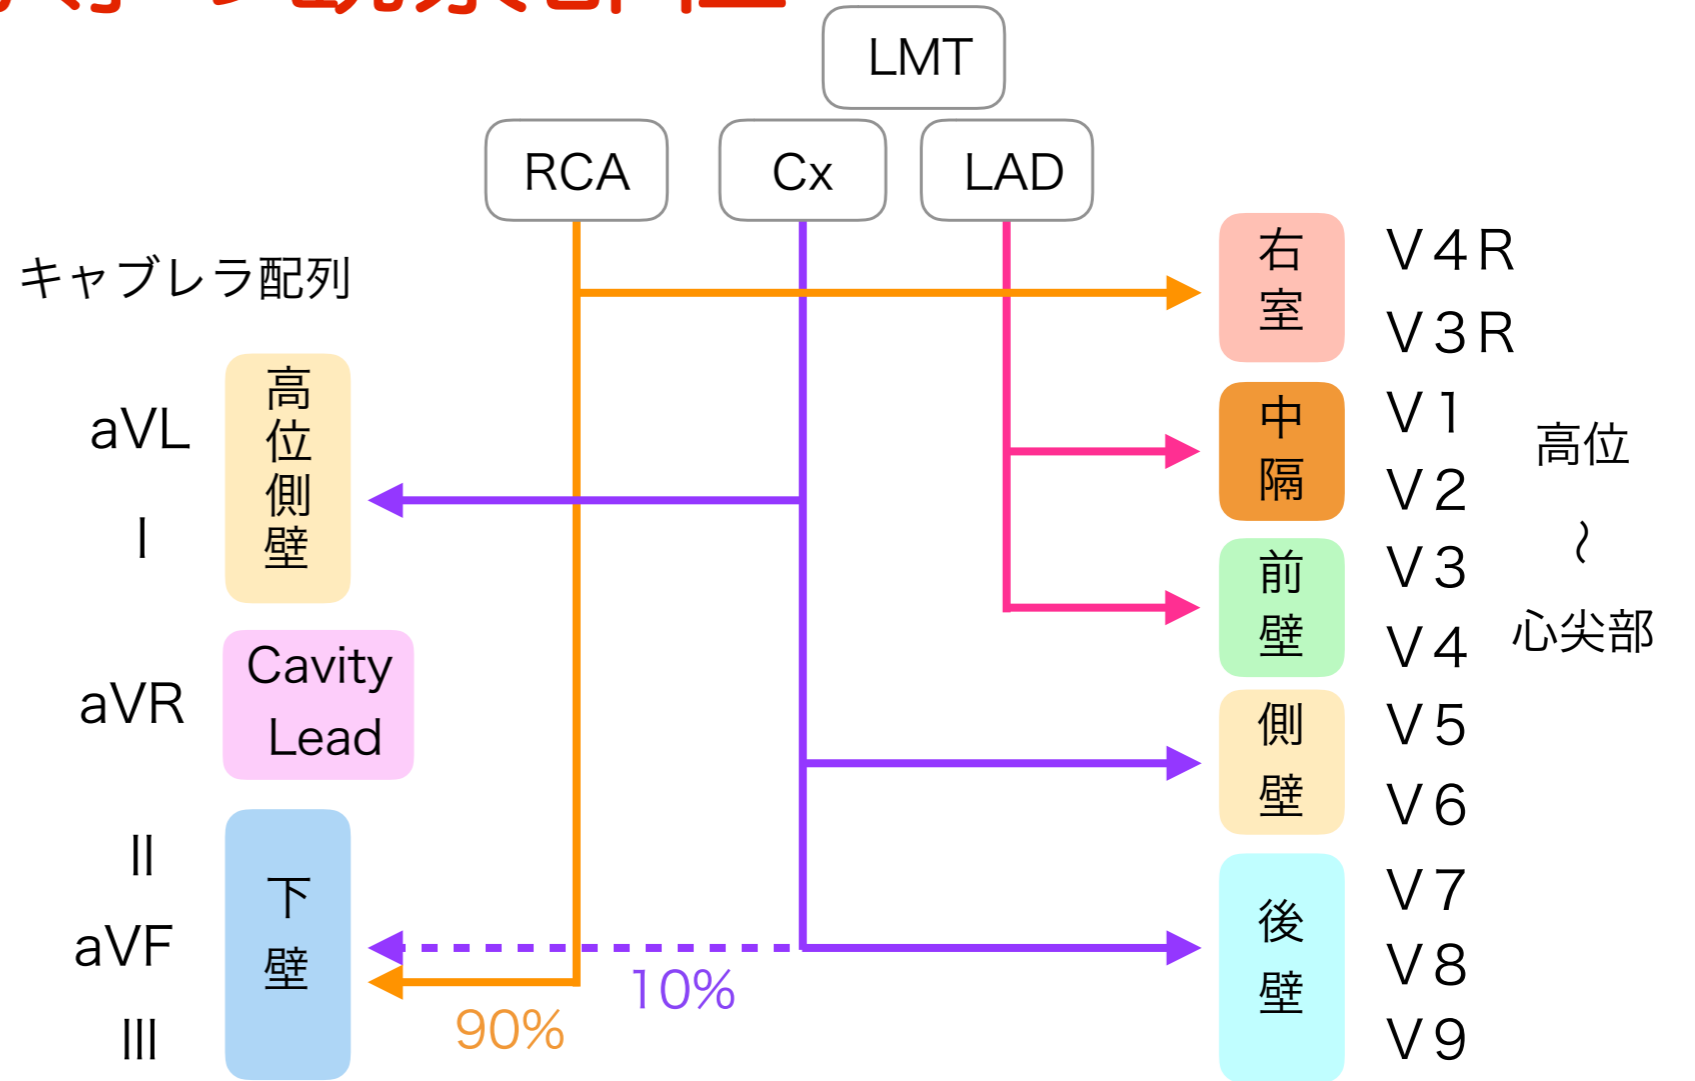 LMT
RCA
Cx
LAD
キャブレラ配列
aVL
I
高位側壁
aVR
Cavity
Lead
II
aVF
III
下壁
90%
10%
右室
V4R
V3R
中隔
V1
V2
前壁
V3
V4
高位
〜
心尖部
側壁
V5
V6
後壁
V7
V8
V9